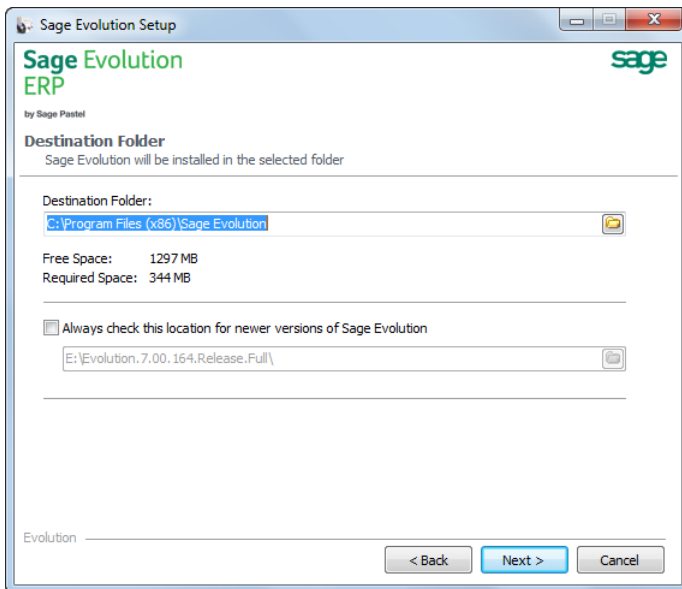 Sage Evolution Setup
Sage Evolution
ERP
sage
by Sage Pastel
Destination Folder
Sage Evolution will be installed in the selected folder
Destination Folder:
C:\Program Files (x86)\Sage Evolution
Free Space: 1297 MB
Required Space: 344 MB
Always check this location for newer versions of Sage Evolution
E:\Evolution.7.00.164.Release.Full\
Evolution
< Back Next > Cancel